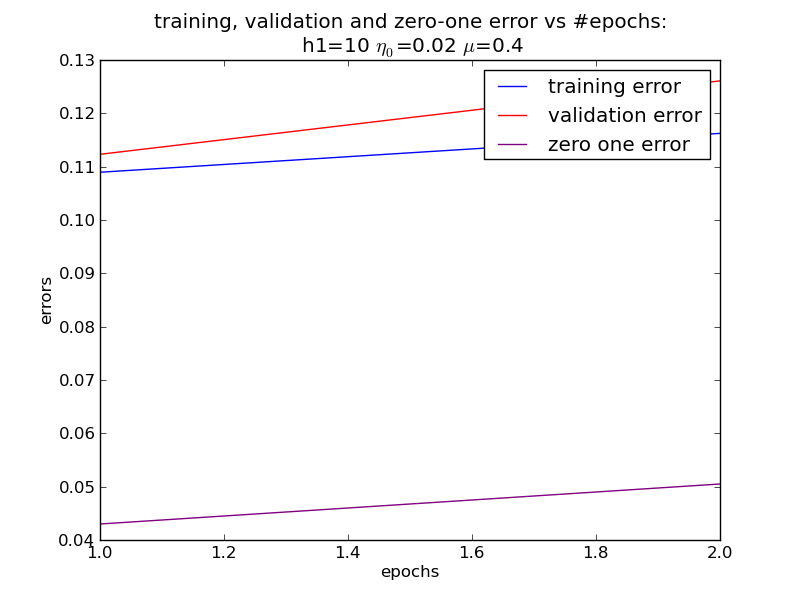 training, validation and zero-one error vs #epochs:
h1=10 η₀=0.02 μ=0.4
training error
validation error
zero one error
0.13
0.12
0.11
0.10
0.09
0.08
0.07
0.06
0.05
0.04
errors
1.0 1.2 1.4 1.6 1.8 2.0
epochs